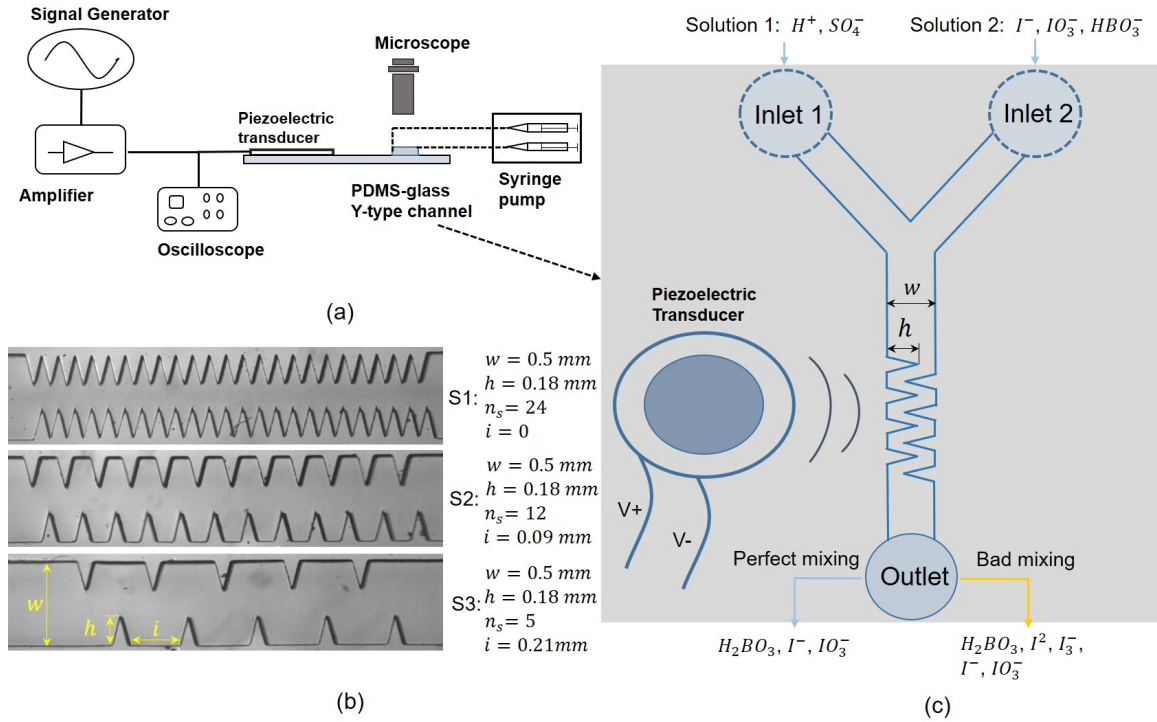 Signal Generator
Microscope
Piezoelectric
transducer
Amplifier
Oscilloscope
PDMS-glass
Y-type channel
Syringe
pump
(a)
S1:
w = 0.5 mm
h = 0.18 mm
n_s = 24
i = 0
S2:
w = 0.5 mm
h = 0.18 mm
n_s = 12
i = 0.09 mm
w
h
i
S3:
w = 0.5 mm
h = 0.18 mm
n_s = 5
i = 0.21mm
(b)
Solution 1: H⁺, SO₄⁻
Solution 2: I⁻, IO₃⁻, HBO₃⁻
Inlet 1
Inlet 2
w
h
Piezoelectric
Transducer
V+
V-
Perfect mixing
Outlet
Bad mixing
H₂BO₃, I⁻, IO₃⁻
H₂BO₃, I², I₃⁻,
I⁻, IO₃⁻
(c)